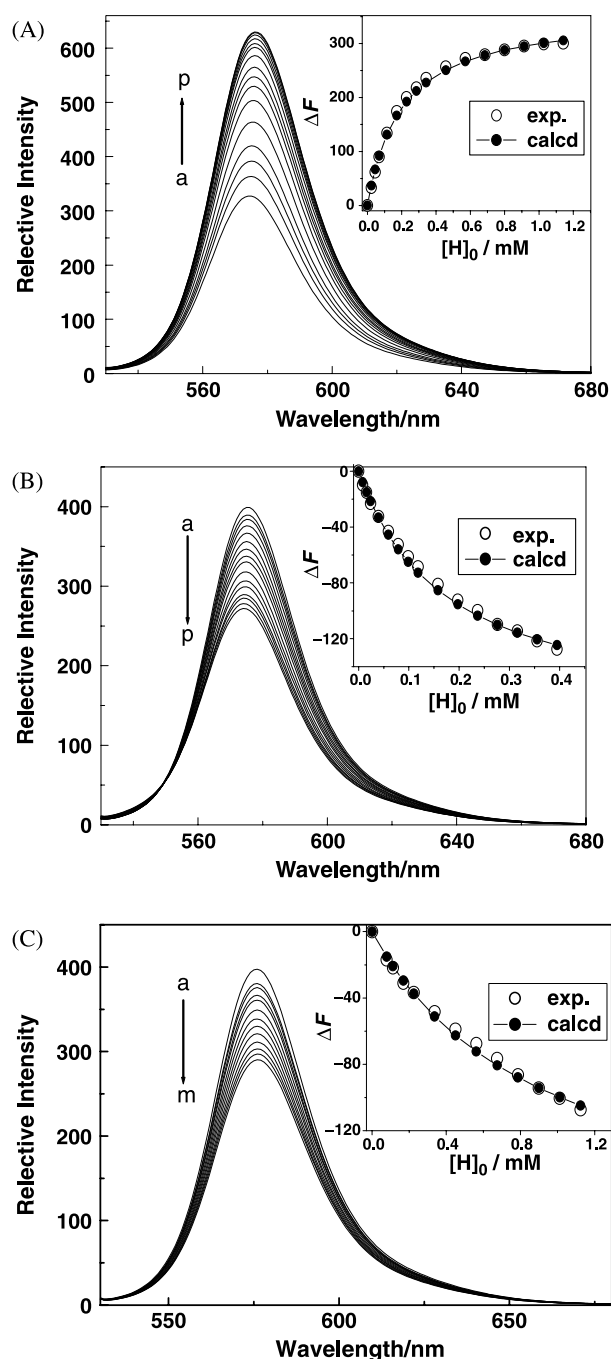 (A)
Relective Intensity
600
500
400
300
200
100
0
p
a
560
600
640
680
Wavelength/nm
ΔF
300
200
100
0
exp.
calcd
0.0 0.2 0.4 0.6 0.8 1.0 1.2
[H]0 / mM
(B)
Relective Intensity
400
300
200
100
0
a
p
560
600
640
680
Wavelength/nm
ΔF
0
−40
−80
−120
exp.
calcd
0.0 0.1 0.2 0.3 0.4
[H]0 / mM
(C)
Relective Intensity
400
300
200
100
0
a
m
550
600
650
Wavelength/nm
ΔF
0
−40
−80
−120
exp.
calcd
0.0 0.4 0.8 1.2
[H]0 / mM